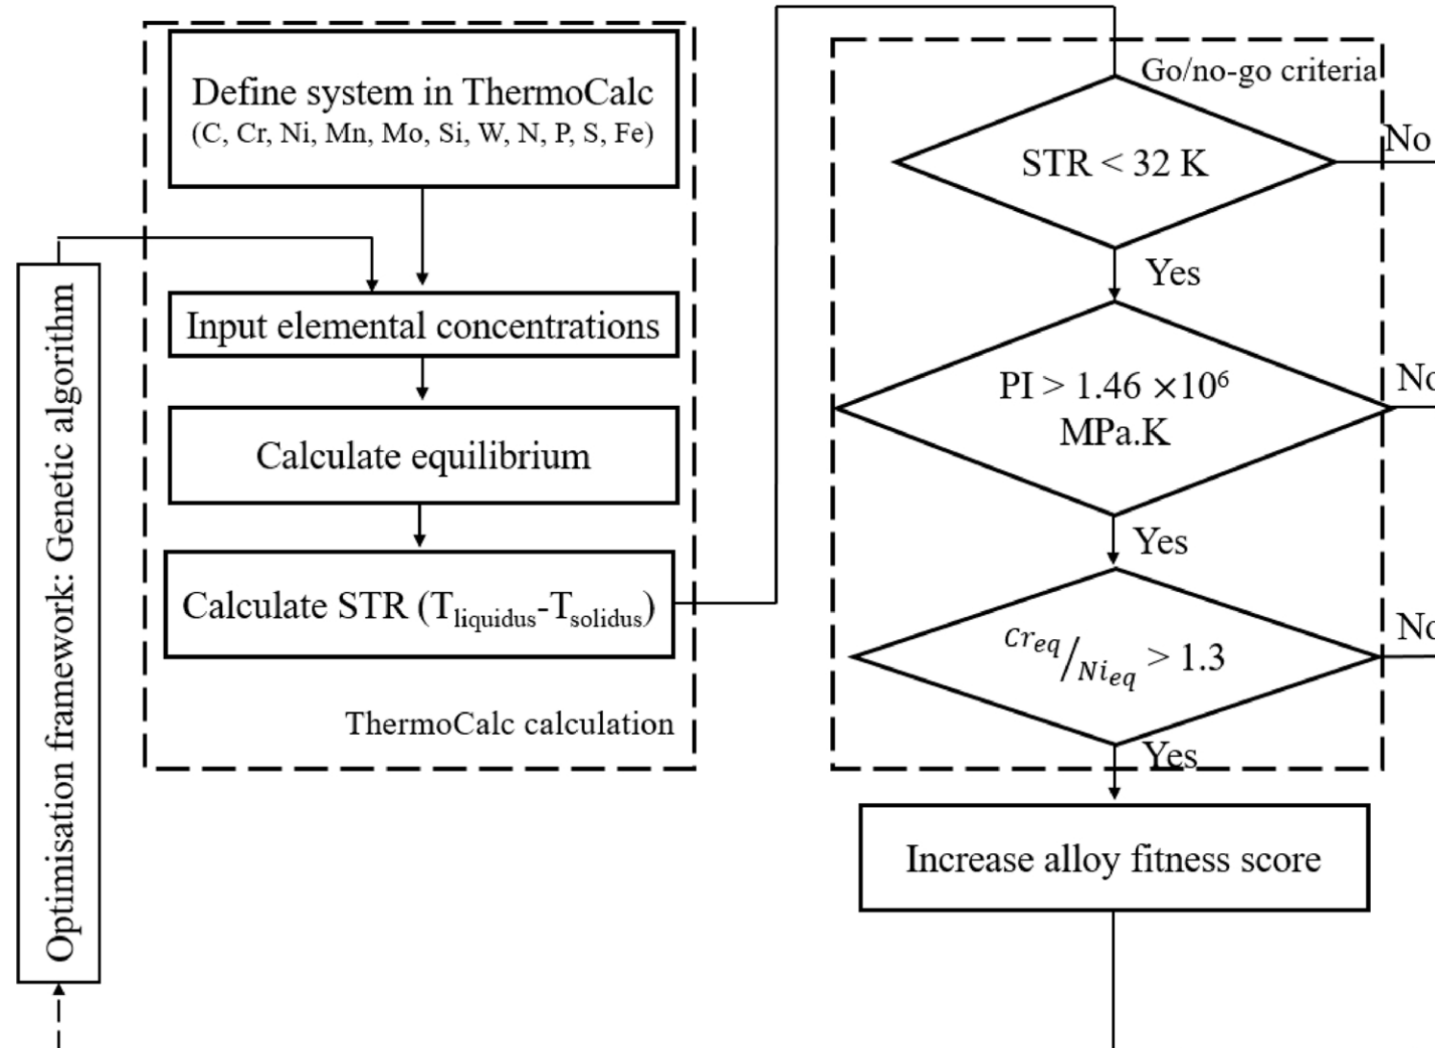 Define system in ThermoCalc
(C, Cr, Ni, Mn, Mo, Si, W, N, P, S, Fe)
Input elemental concentrations
Calculate equilibrium
Calculate STR (Tliquidus-Tsolidus)
ThermoCalc calculation
Optimisation framework: Genetic algorithm
Go/no-go criteria
STR < 32 K
No
Yes
PI > 1.46 ×10⁶
MPa.K
No
Yes
Creq/Nieq > 1.3
No
Yes
Increase alloy fitness score